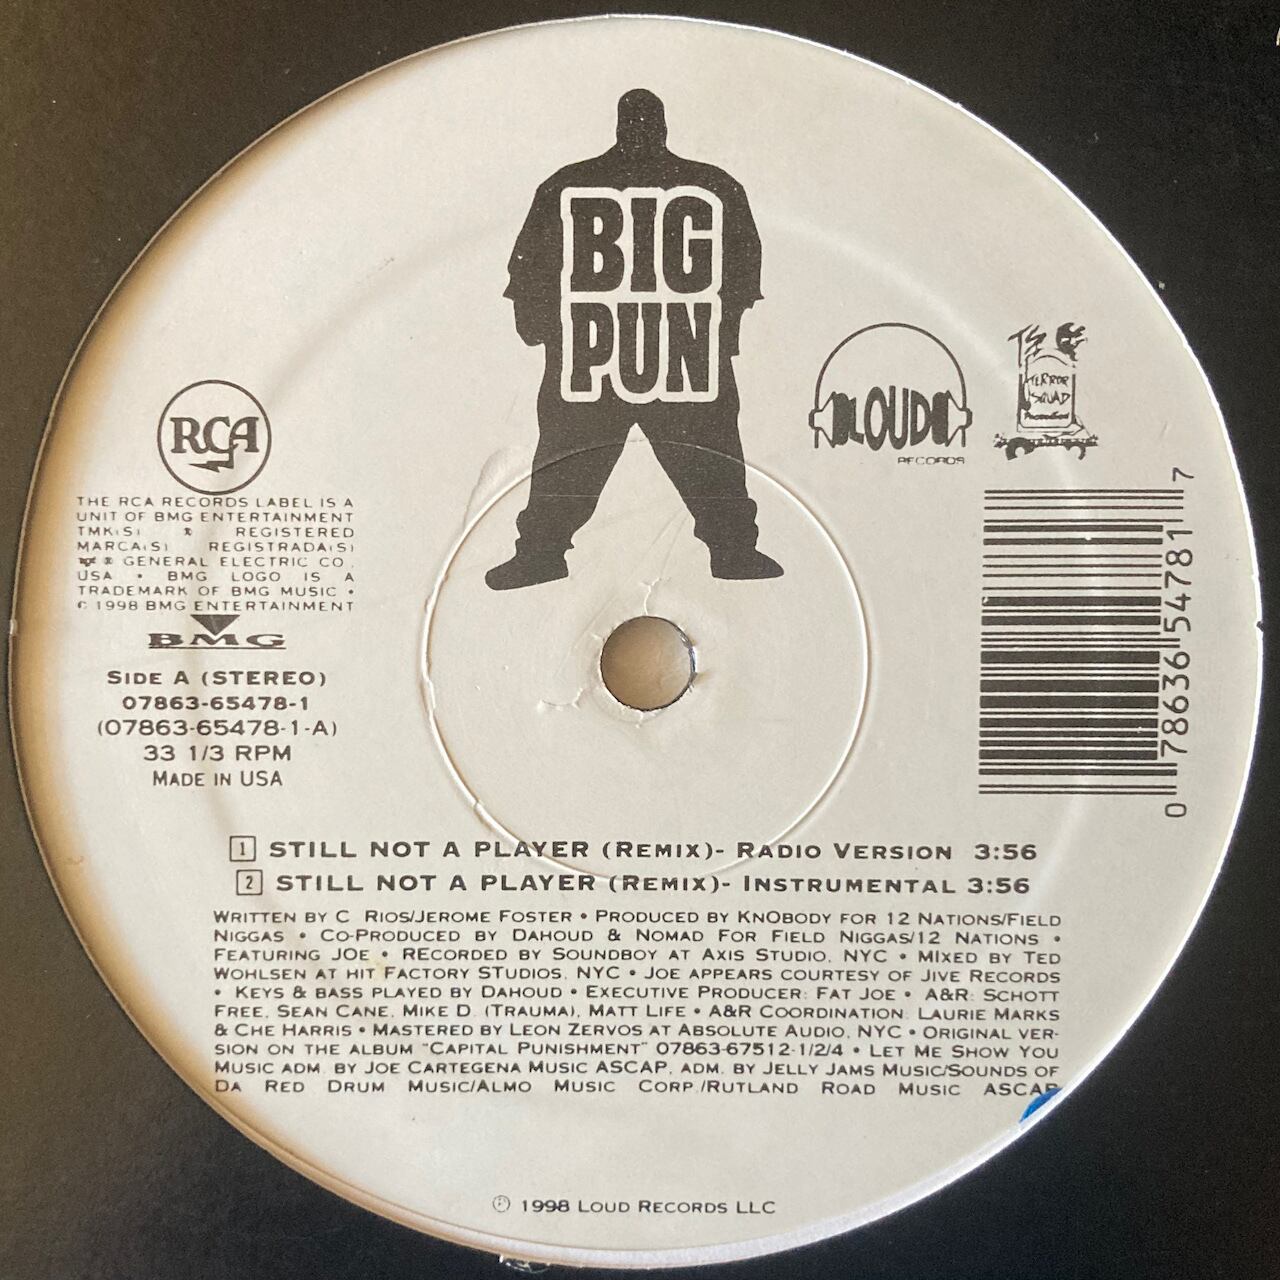 BIG
PUN
RCA
LOUD
RECORDS
TS
TERROR
SQUAD
THE RCA RECORDS LABEL IS A
UNIT OF BMG ENTERTAINMENT
TMK(S) ® REGISTERED
MARCA(S) REGISTRADA(S)
® GENERAL ELECTRIC CO.,
USA • BMG LOGO IS A
TRADEMARK OF BMG MUSIC •
© 1998 BMG ENTERTAINMENT
BMG
SIDE A (STEREO)
07863-65478-1
(07863-65478-1-A)
33 1/3 RPM
MADE IN USA
0 78636 54781 7
1 STILL NOT A PLAYER (REMIX)- RADIO VERSION 3:56
2 STILL NOT A PLAYER (REMIX)- INSTRUMENTAL 3:56
WRITTEN BY C. RIOS/JEROME FOSTER • PRODUCED BY KNOBODY FOR 12 NATIONS/FIELD
NIGGAS • CO-PRODUCED BY DAHOUD & NOMAD FOR FIELD NIGGAS/12 NATIONS •
FEATURING JOE • RECORDED BY SOUNDBOY AT AXIS STUDIO, NYC • MIXED BY TED
WOHLSEN AT HIT FACTORY STUDIOS, NYC • JOE APPEARS COURTESY OF JIVE RECORDS
• KEYS & BASS PLAYED BY DAHOUD • EXECUTIVE PRODUCER: FAT JOE • A&R: SCHOTT
FREE, SEAN CANE, MIKE D. (TRAUMA), MATT LIFE • A&R COORDINATION: LAURIE MARKS
& CHE HARRIS • MASTERED BY LEON ZERVOS AT ABSOLUTE AUDIO, NYC • ORIGINAL VER-
SION ON THE ALBUM "CAPITAL PUNISHMENT" 07863-67512-1/2/4 • LET ME SHOW YOU
MUSIC ADM. BY JOE CARTEGENA MUSIC ASCAP, ADM. BY JELLY JAMS MUSIC/SOUNDS OF
DA RED DRUM MUSIC/ALMO MUSIC CORP./RUTLAND ROAD MUSIC ASCAP
℗ 1998 LOUD RECORDS LLC